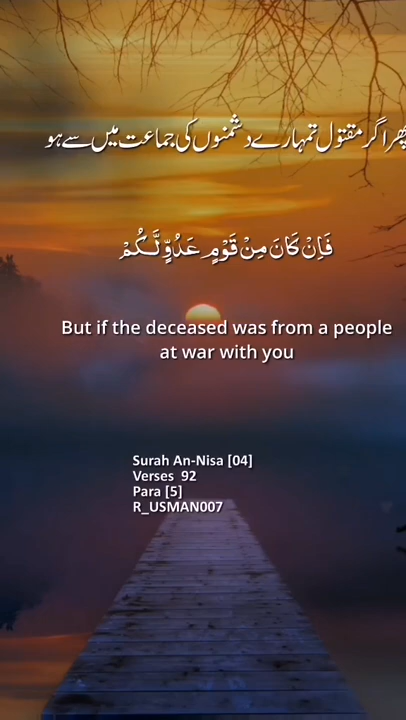 پھر اگر مقتول تمہارے دشمنوں کی جماعت میں سے ہو
فَاِنْ كَانَ مِنْ قَوْمٍ عَدُوٍّ لَّـكُمْ
But if the deceased was from a people
at war with you
Surah An-Nisa [04]
Verses 92
Para [5]
R_USMAN007